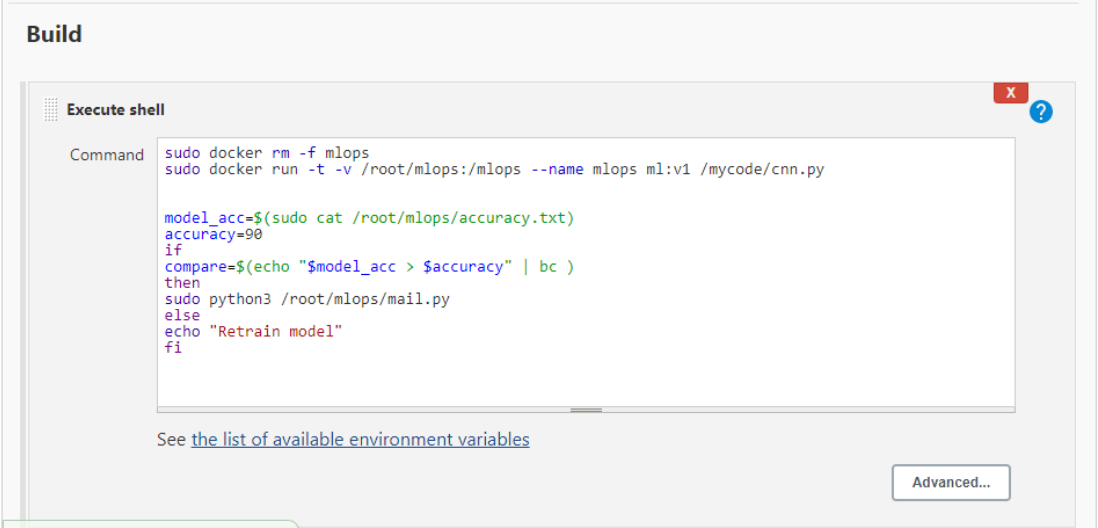 Build
X
?
Execute shell
Command
sudo docker rm -f mlops
sudo docker run -t -v /root/mlops:/mlops --name mlops ml:v1 /mycode/cnn.py
model_acc=$(sudo cat /root/mlops/accuracy.txt)
accuracy=90
if
compare=$(echo "$model_acc > $accuracy" | bc )
then
sudo python3 /root/mlops/mail.py
else
echo "Retrain model"
fi
See the list of available environment variables
Advanced...